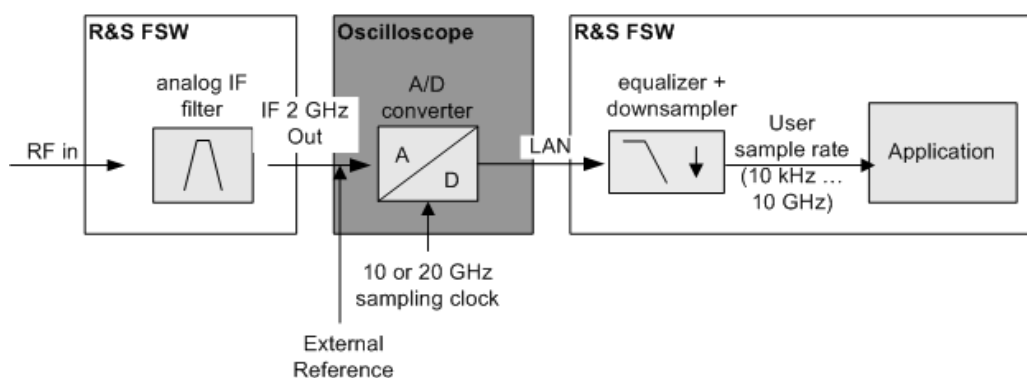 R&S FSW
analog IF
filter
RF in
IF 2 GHz
Out
Oscilloscope
A/D
converter
A
D
10 or 20 GHz
sampling clock
External
Reference
LAN
R&S FSW
equalizer +
downsampler
User
sample rate
(10 kHz ...
10 GHz)
Application